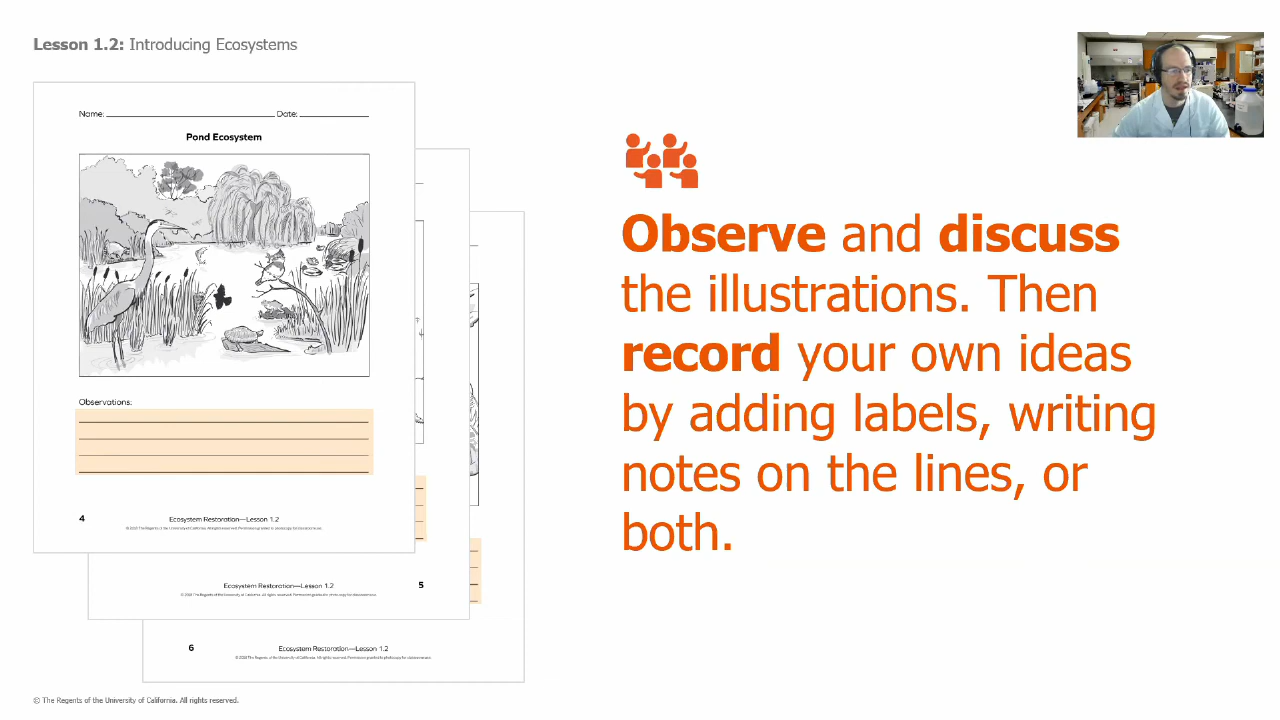 Lesson 1.2: Introducing Ecosystems
Name: Date:
Pond Ecosystem
Observations:
4 Ecosystem Restoration—Lesson 1.2
Ecosystem Restoration—Lesson 1.2 5
6 Ecosystem Restoration—Lesson 1.2
Observe and discuss
the illustrations. Then
record your own ideas
by adding labels, writing
notes on the lines, or
both.
© The Regents of the University of California. All rights reserved.